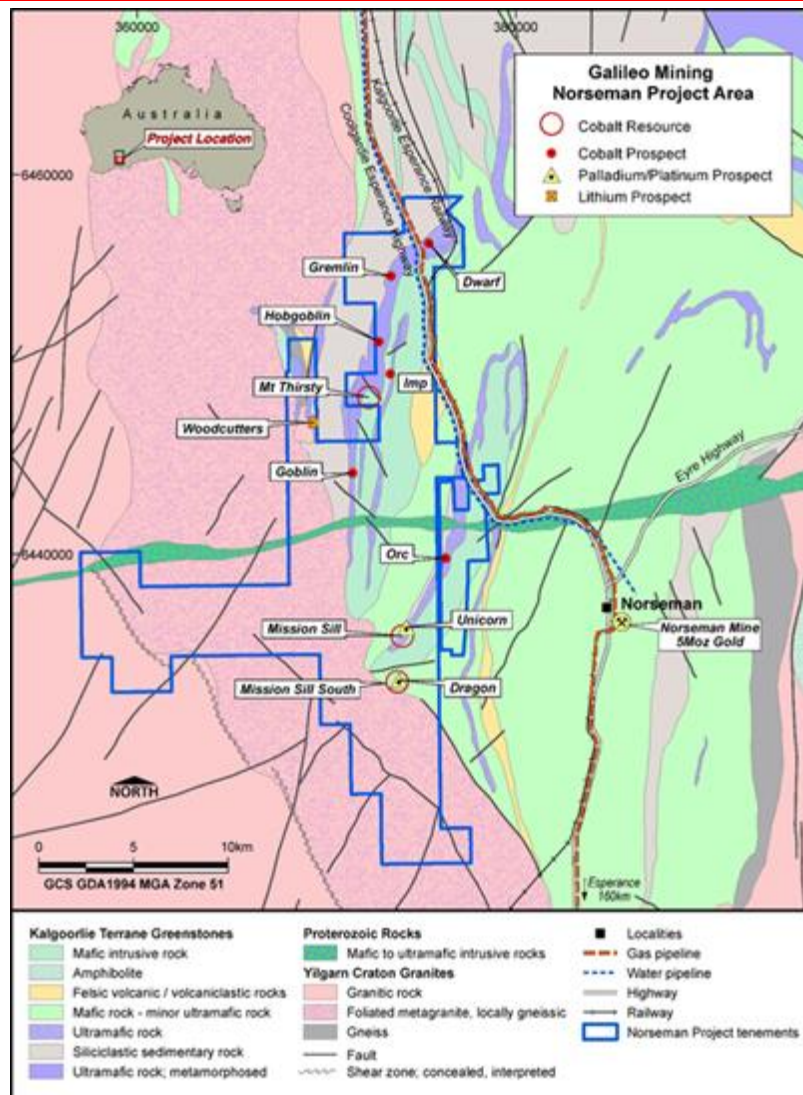 360000
380000
Australia
Project Location
6460000
Coolgardie Esperance Highway
Kalgoorlie Esperance Railway
Galileo Mining
Norseman Project Area
Cobalt Resource
Cobalt Prospect
Palladium/Platinum Prospect
Lithium Prospect
Gremlin
Dwarf
Hobgoblin
Mt Thirsty
Imp
Woodcutters
Goblin
Eyre Highway
6440000
Orc
Norseman
Unicorn
Mission Sill
Norseman Mine
5Moz Gold
Mission Sill South
Dragon
NORTH
0 5 10km
GCS GDA1994 MGA Zone 51
Esperance
160km
Kalgoorlie Terrane Greenstones
Mafic intrusive rock
Amphibolite
Felsic volcanic / volcaniclastic rocks
Mafic rock - minor ultramafic rock
Ultramafic rock
Siliciclastic sedimentary rock
Ultramafic rock; metamorphosed
Proterozoic Rocks
Mafic to ultramafic intrusive rocks
Yilgarn Craton Granites
Granitic rock
Foliated metagranite, locally gneissic
Gneiss
Fault
Shear zone; concealed, interpreted
Localities
Gas pipeline
Water pipeline
Highway
Railway
Norseman Project tenements